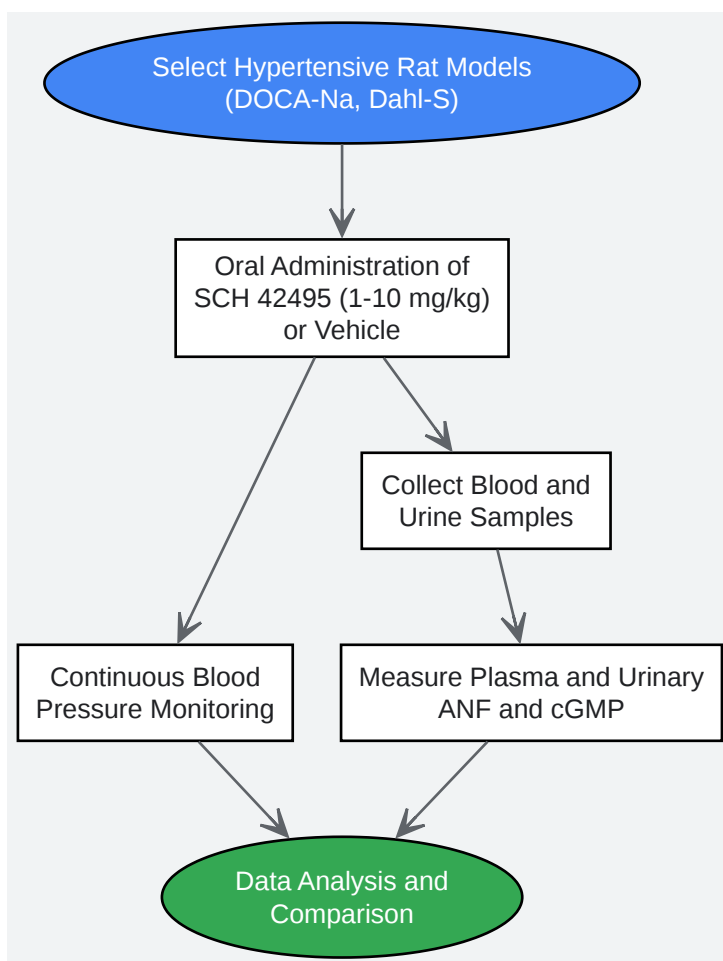 Select Hypertensive Rat Models
(DOCA-Na, Dahl-S)
Oral Administration of
SCH 42495 (1-10 mg/kg)
or Vehicle
Collect Blood and
Urine Samples
Continuous Blood
Pressure Monitoring
Measure Plasma and Urinary
ANF and cGMP
Data Analysis and
Comparison